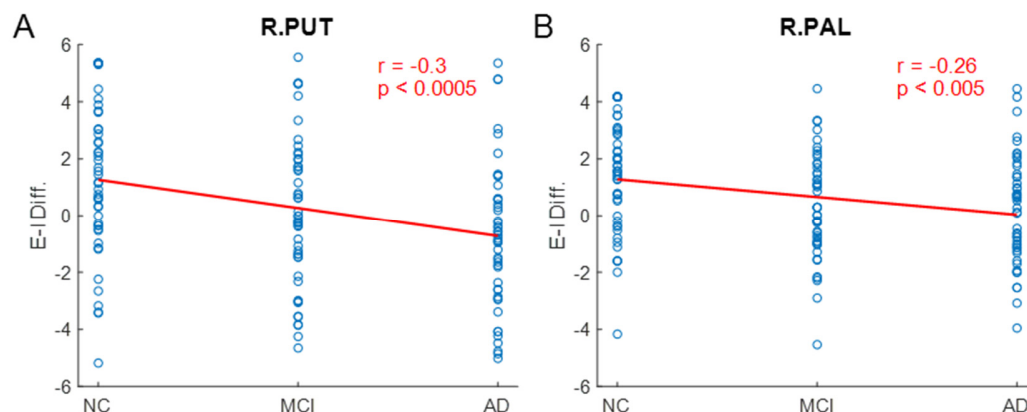 A
R.PUT
r = -0.3
p < 0.0005
E-I Diff.
6
4
2
0
-2
-4
-6
NC
MCI
AD
B
R.PAL
r = -0.26
p < 0.005
E-I Diff.
6
4
2
0
-2
-4
-6
NC
MCI
AD